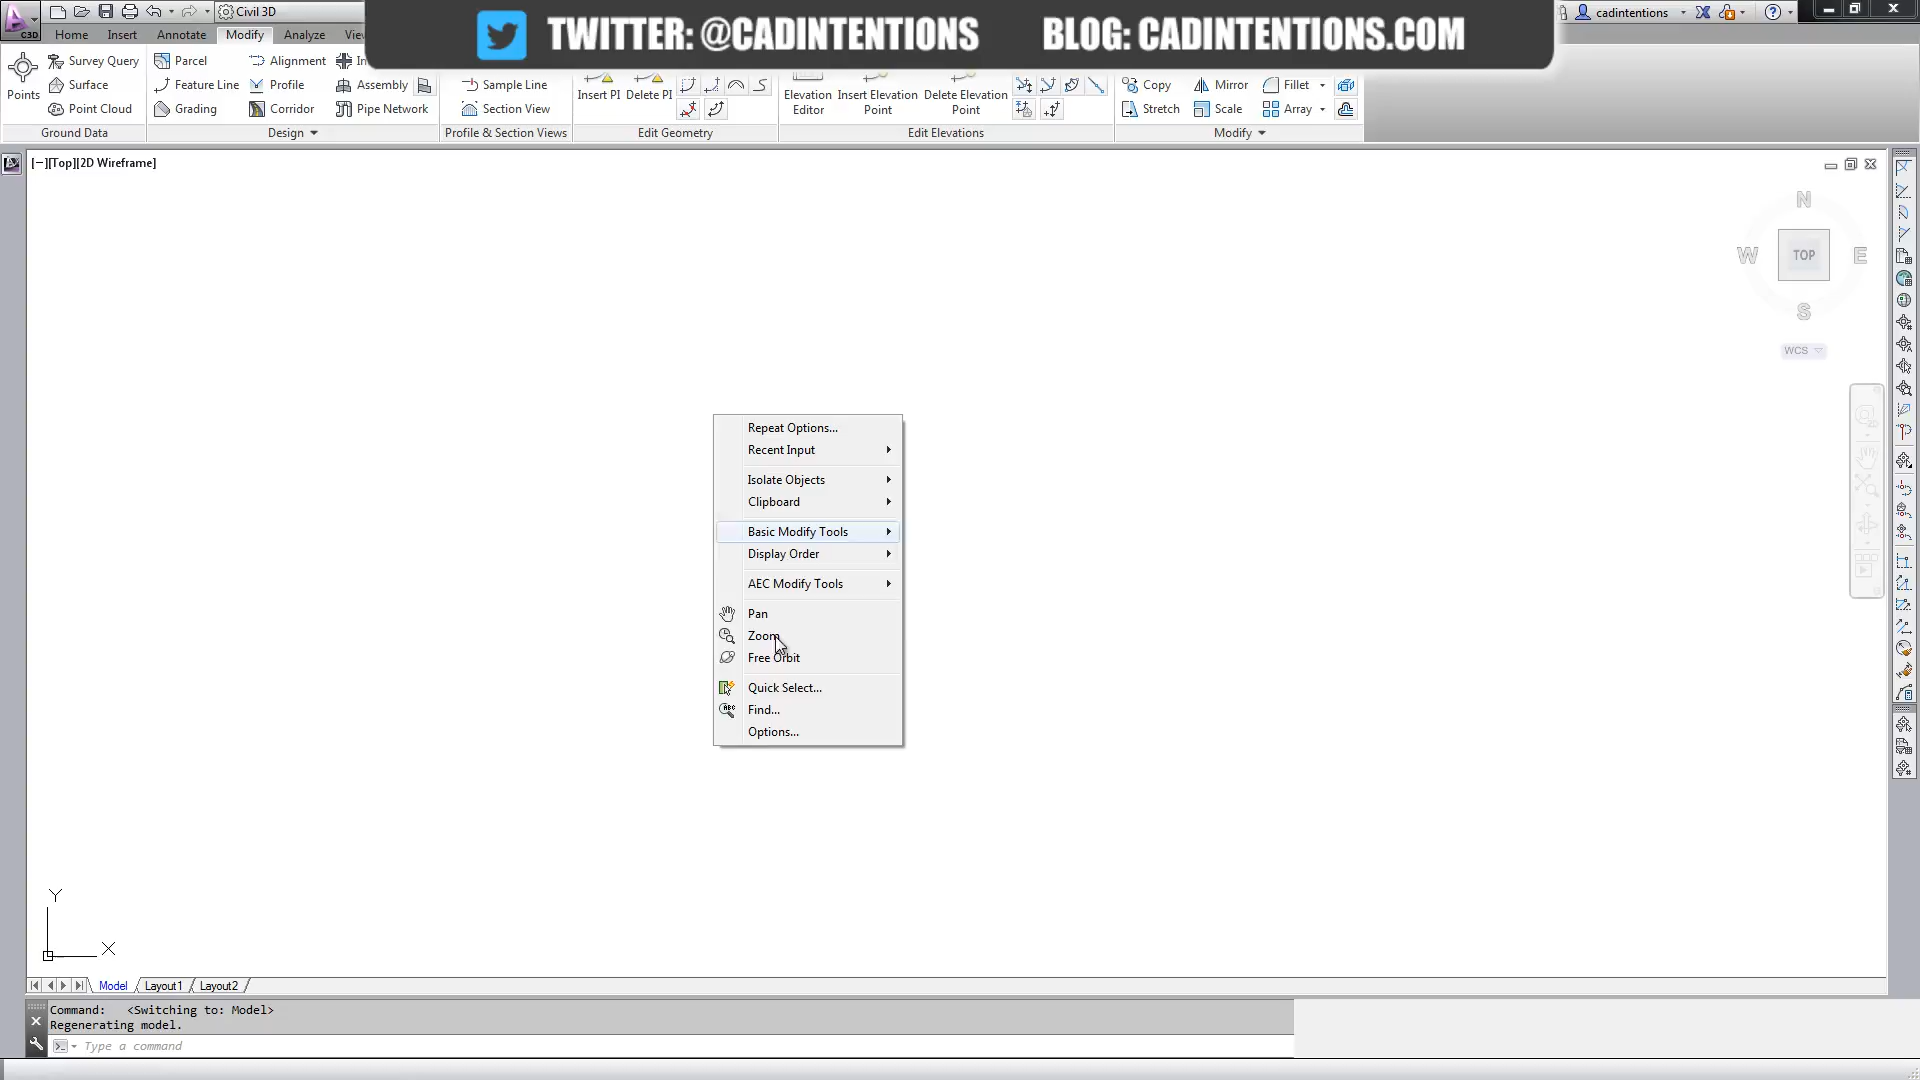 C3D
Civil 3D
TWITTER: @CADINTENTIONS
BLOG: CADINTENTIONS.COM
cadintentions
Home
Insert
Annotate
Modify
Analyze
Survey Query
Surface
Point Cloud
Points
Ground Data
Parcel
Feature Line
Grading
Alignment
Profile
Corridor
Assembly
Pipe Network
Design
Sample Line
Section View
Profile & Section Views
Insert PI
Delete PI
Edit Geometry
Elevation
Editor
Insert Elevation
Point
Delete Elevation
Point
Edit Elevations
Copy
Stretch
Mirror
Scale
Fillet
Array
Modify
[−][Top][2D Wireframe]
N
W
TOP
E
S
WCS
Repeat Options...
Recent Input
Isolate Objects
Clipboard
Basic Modify Tools
Display Order
AEC Modify Tools
Pan
Zoom
Free Orbit
Quick Select...
Find...
Options...
Y
X
Model
Layout1
Layout2
Command:   <Switching to: Model>
Regenerating model.
Type a command